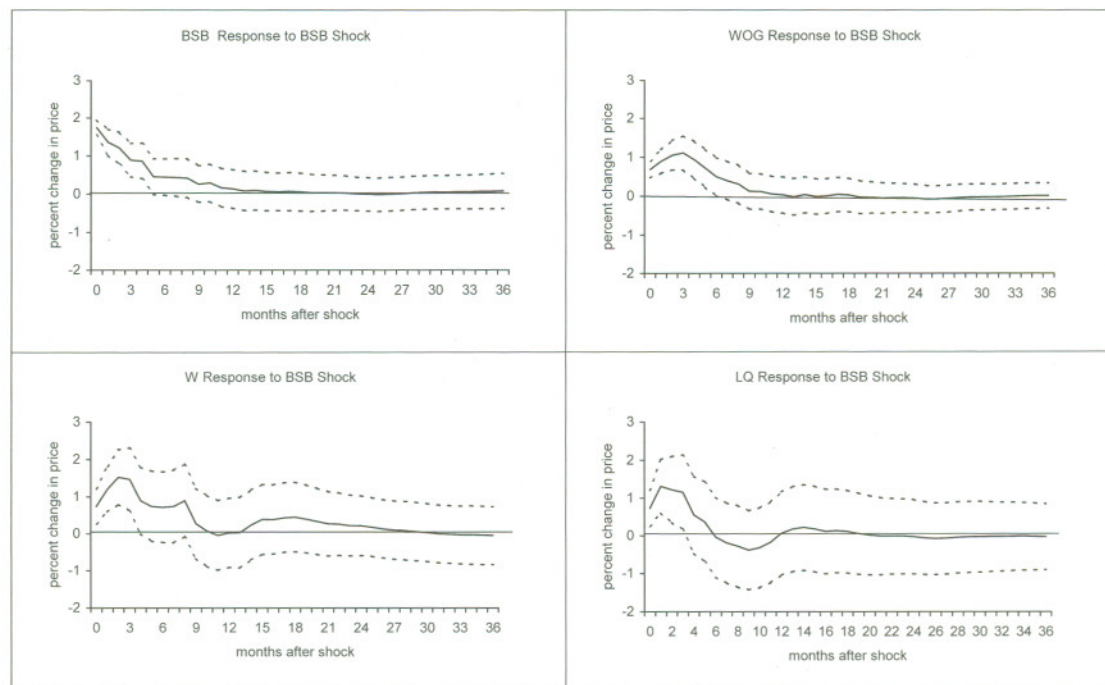 BSB Response to BSB Shock
percent change in price
3
2
1
0
-1
-2
0 3 6 9 12 15 18 21 24 27 30 33 36
months after shock
WOG Response to BSB Shock
percent change in price
3
2
1
0
-1
-2
0 3 6 9 12 15 18 21 24 27 30 33 36
months after shock
W Response to BSB Shock
percent change in price
3
2
1
0
-1
-2
0 3 6 9 12 15 18 21 24 27 30 33 36
months after shock
LQ Response to BSB Shock
percent change in price
3
2
1
0
-1
-2
0 2 4 6 8 10 12 14 16 18 20 22 24 26 28 30 32 34 36
months after shock